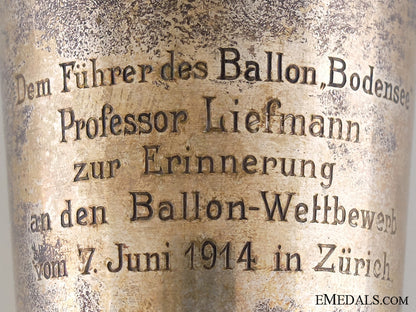 Dem Führer des Ballon „Bodensee“
Professor Liefmann
zur Erinnerung
an den Ballon-Wettbewerb
vom 7. Juni 1914 in Zürich.
EMEDALS.COM